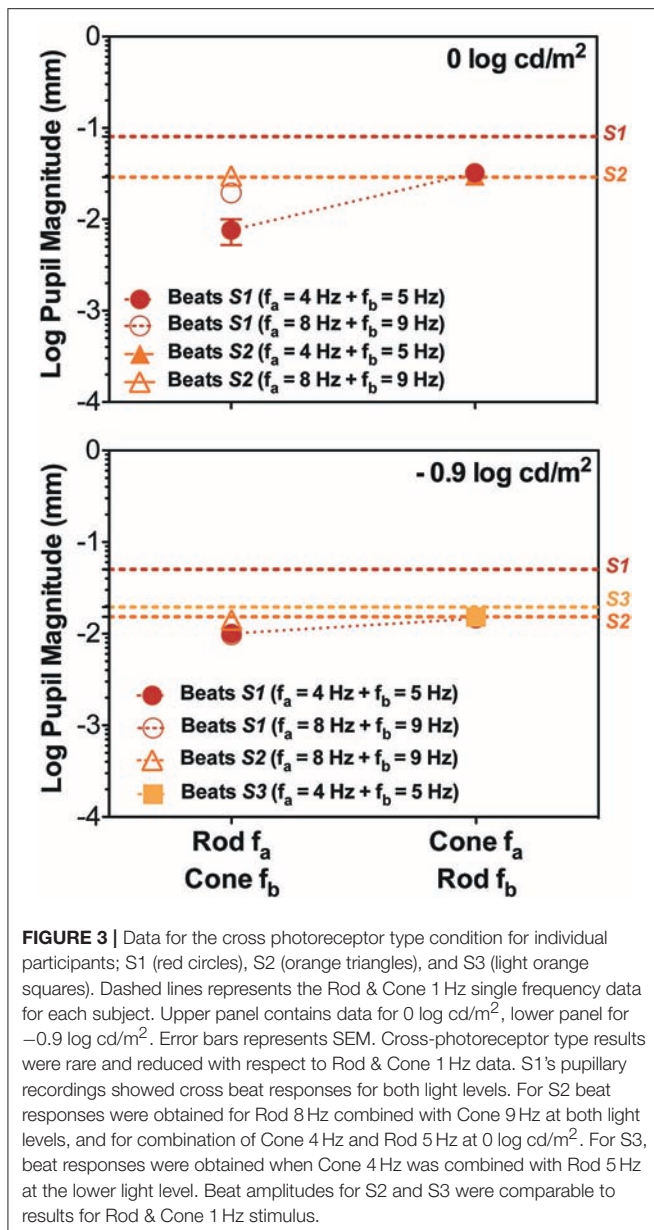 0 log cd/m²
0
-1
-2
-3
-4
Log Pupil Magnitude (mm)
S1
S2
Beats S1 (fa = 4 Hz + fb = 5 Hz)
Beats S1 (fa = 8 Hz + fb = 9 Hz)
Beats S2 (fa = 4 Hz + fb = 5 Hz)
Beats S2 (fa = 8 Hz + fb = 9 Hz)
- 0.9 log cd/m²
0
-1
-2
-3
-4
Log Pupil Magnitude (mm)
S1
S3
S2
Beats S1 (fa = 4 Hz + fb = 5 Hz)
Beats S1 (fa = 8 Hz + fb = 9 Hz)
Beats S2 (fa = 8 Hz + fb = 9 Hz)
Beats S3 (fa = 4 Hz + fb = 5 Hz)
Rod fa
Cone fb
Cone fa
Rod fb
FIGURE 3 | Data for the cross photoreceptor type condition for individual
participants; S1 (red circles), S2 (orange triangles), and S3 (light orange
squares). Dashed lines represents the Rod & Cone 1 Hz single frequency data
for each subject. Upper panel contains data for 0 log cd/m², lower panel for
−0.9 log cd/m². Error bars represents SEM. Cross-photoreceptor type results
were rare and reduced with respect to Rod & Cone 1 Hz data. S1's pupillary
recordings showed cross beat responses for both light levels. For S2 beat
responses were obtained for Rod 8 Hz combined with Cone 9 Hz at both light
levels, and for combination of Cone 4 Hz and Rod 5 Hz at 0 log cd/m². For S3,
beat responses were obtained when Cone 4 Hz was combined with Rod 5 Hz
at the lower light level. Beat amplitudes for S2 and S3 were comparable to
results for Rod & Cone 1 Hz stimulus.